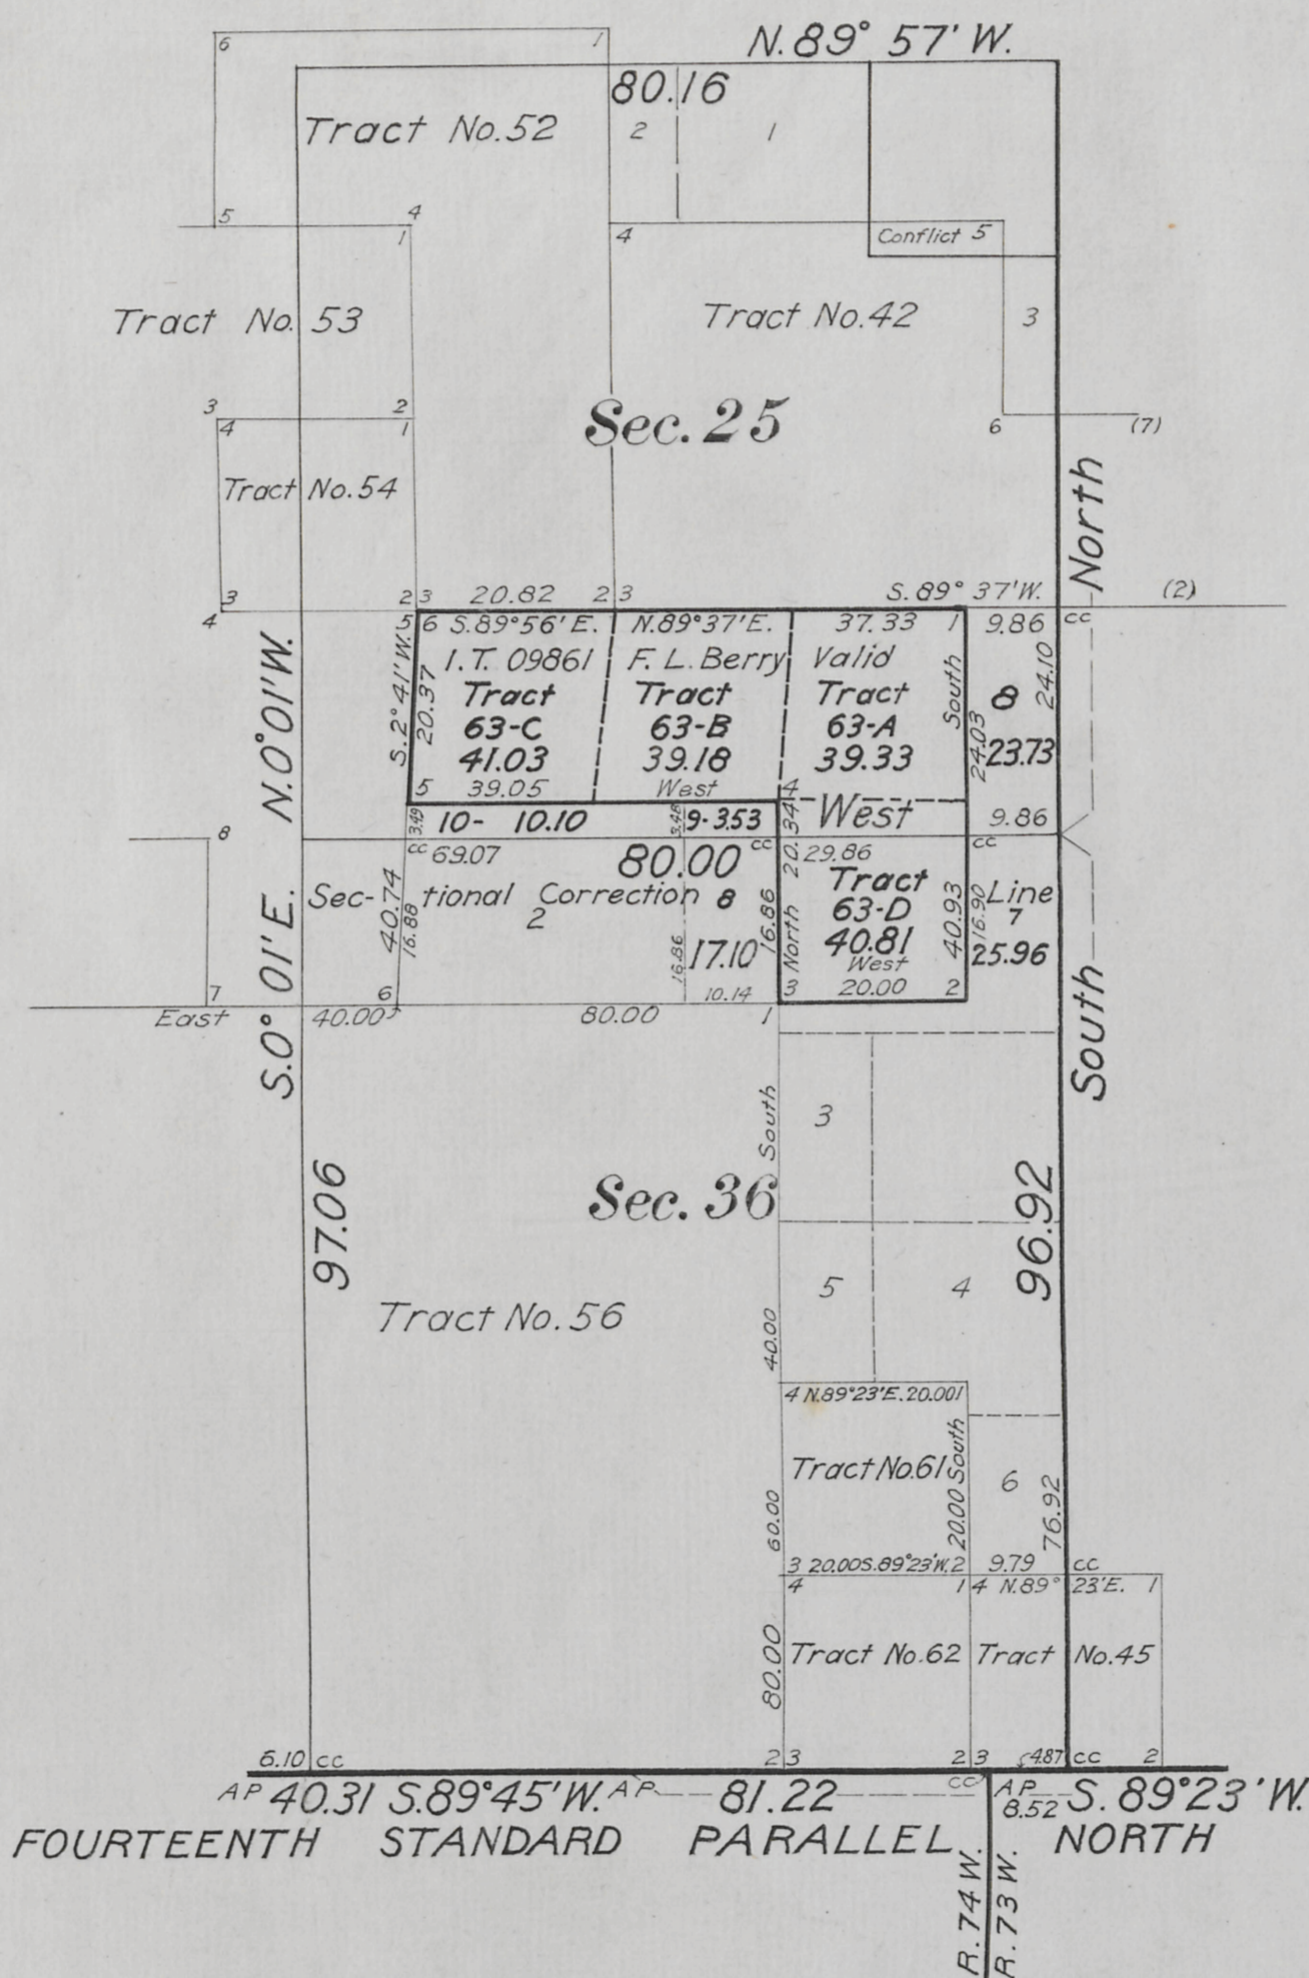 N. 89° 57' W.
6
1
80.16
Tract No. 52
2
1
5
4
1
4
Conflict 5
Tract No. 53
Tract No. 42
3
3
2
4
1
Sec. 25
6
(7)
Tract No. 54
North
3
2 3
20.82
2 3
S. 89° 37' W.
(2)
4
5
6 S. 89° 56' E.
N. 89° 37' E.
37.33
1
9.86
cc
N. 0° 01' W.
S. 2° 41' W.
20.37
I.T. 09861
F. L. Berry
Valid
South
24.10
Tract
Tract
Tract
8
63-C
63-B
63-A
24.03
41.03
39.18
39.33
23.73
5
39.05
West
4
3.49
10- 10.10
3.48
9-3.53
20.34
West
9.86
8
cc
69.07
80.00
cc
29.86
cc
Tract
Sec-
tional Correction
8
63-D
Line
40.74
16.88
2
16.86
North
40.81
40.93
16.90
7
16.86
17.10
West
25.96
7
6
10.14
3
20.00
2
East
40.00
80.00
1
S. 0° 01' E.
South
South
3
Sec. 36
97.06
96.92
5
4
Tract No. 56
40.00
4 N. 89° 23' E. 20.00 1
Tract No. 61
South
6
60.00
20.00
76.92
3 20.00 S. 89° 23' W. 2
9.79
cc
4
1
4 N. 89° 23' E.
1
80.00
Tract No. 62
Tract No. 45
6.10
cc
2 3
2 3
4.87
cc
2
AP 40.31 S. 89° 45' W. AP 81.22
cc
AP
8.52
S. 89° 23' W.
FOURTEENTH STANDARD PARALLEL NORTH
R. 74 W.
R. 73 W.